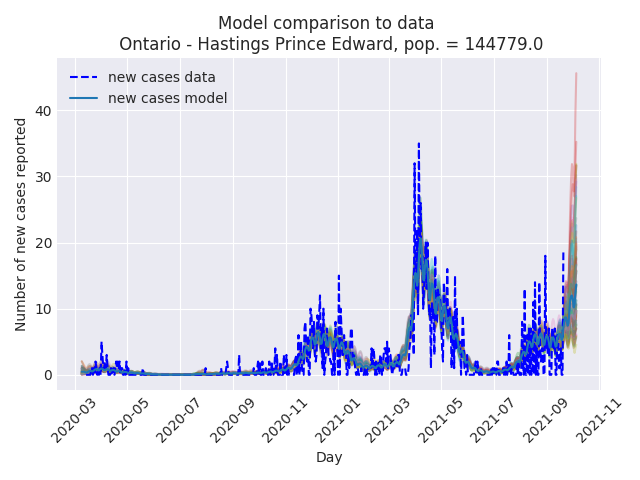 Model comparison to data
Ontario - Hastings Prince Edward, pop. = 144779.0
new cases data
new cases model
Number of new cases reported
40
30
20
10
0
2020-03
2020-05
2020-07
2020-09
2020-11
2021-01
2021-03
2021-05
2021-07
2021-09
2021-11
Day